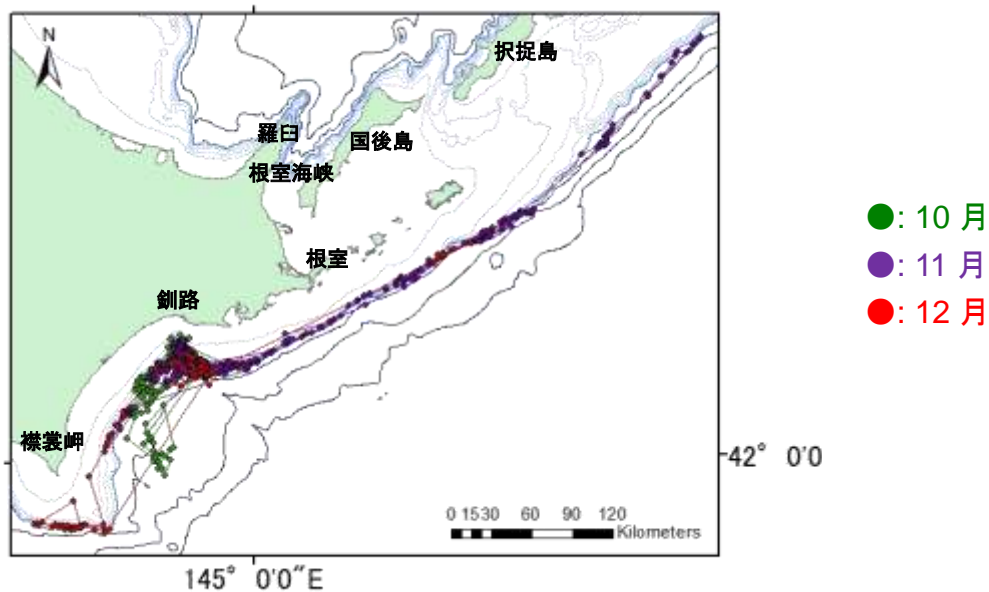 N
択捉島
羅臼
国後島
根室海峡
根室
釧路
襟裳岬
●: 10 月
●: 11 月
●: 12 月
42° 0'0
0 15 30 60 90 120
Kilometers
145° 0'0"E